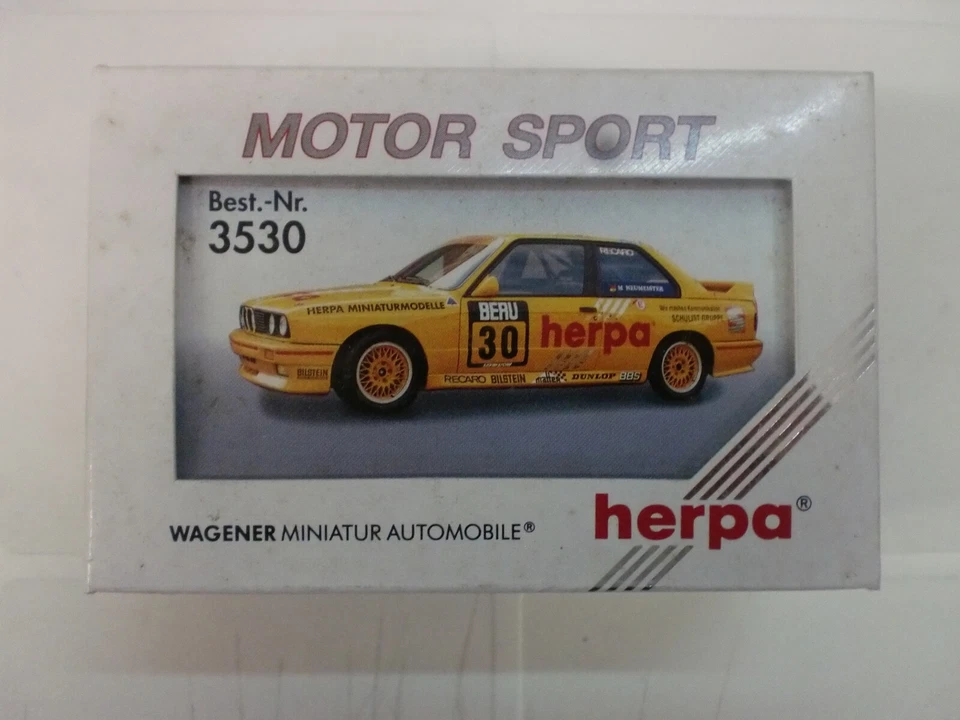 MOTOR SPORT
Best.-Nr.
3530
RECARO
M NEUMEISTER
HERPA MINIATURMODELLE
BERU
30
herpa
BILSTEIN
RECARO BILSTEIN
DUNLOP BBS
WAGENER MINIATUR AUTOMOBILE®
herpa®